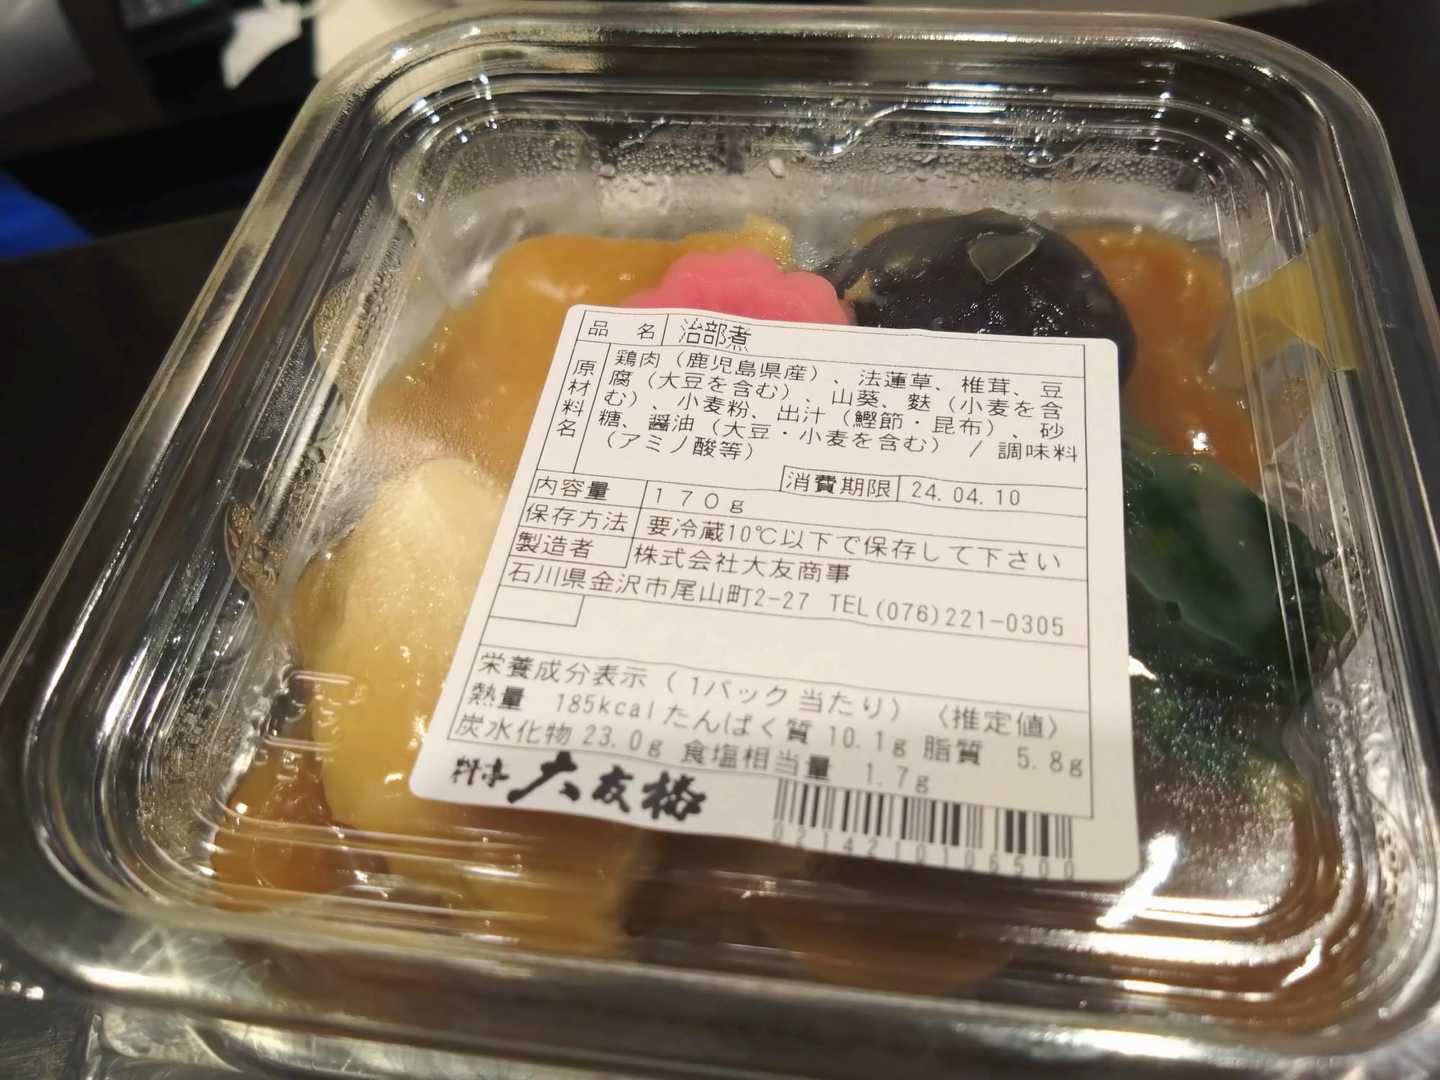 品名 治部煮
原材料名 鶏肉（鹿児島県産）、法蓮草、椎茸、豆
腐（大豆を含む）、山葵、麩（小麦を含
む）、小麦粉、出汁（鰹節・昆布）、砂
糖、醤油（大豆・小麦を含む）／調味料
（アミノ酸等）
消費期限 24.04.10
内容量 170g
保存方法 要冷蔵10℃以下で保存して下さい
製造者 株式会社大友商事
石川県金沢市尾山町2-27 TEL(076)221-0305
栄養成分表示（1パック当たり）〈推定値〉
熱量 185kcal たんぱく質 10.1g 脂質 5.8g
炭水化物 23.0g 食塩相当量 1.7g
料亭 大友楼
0214210106500